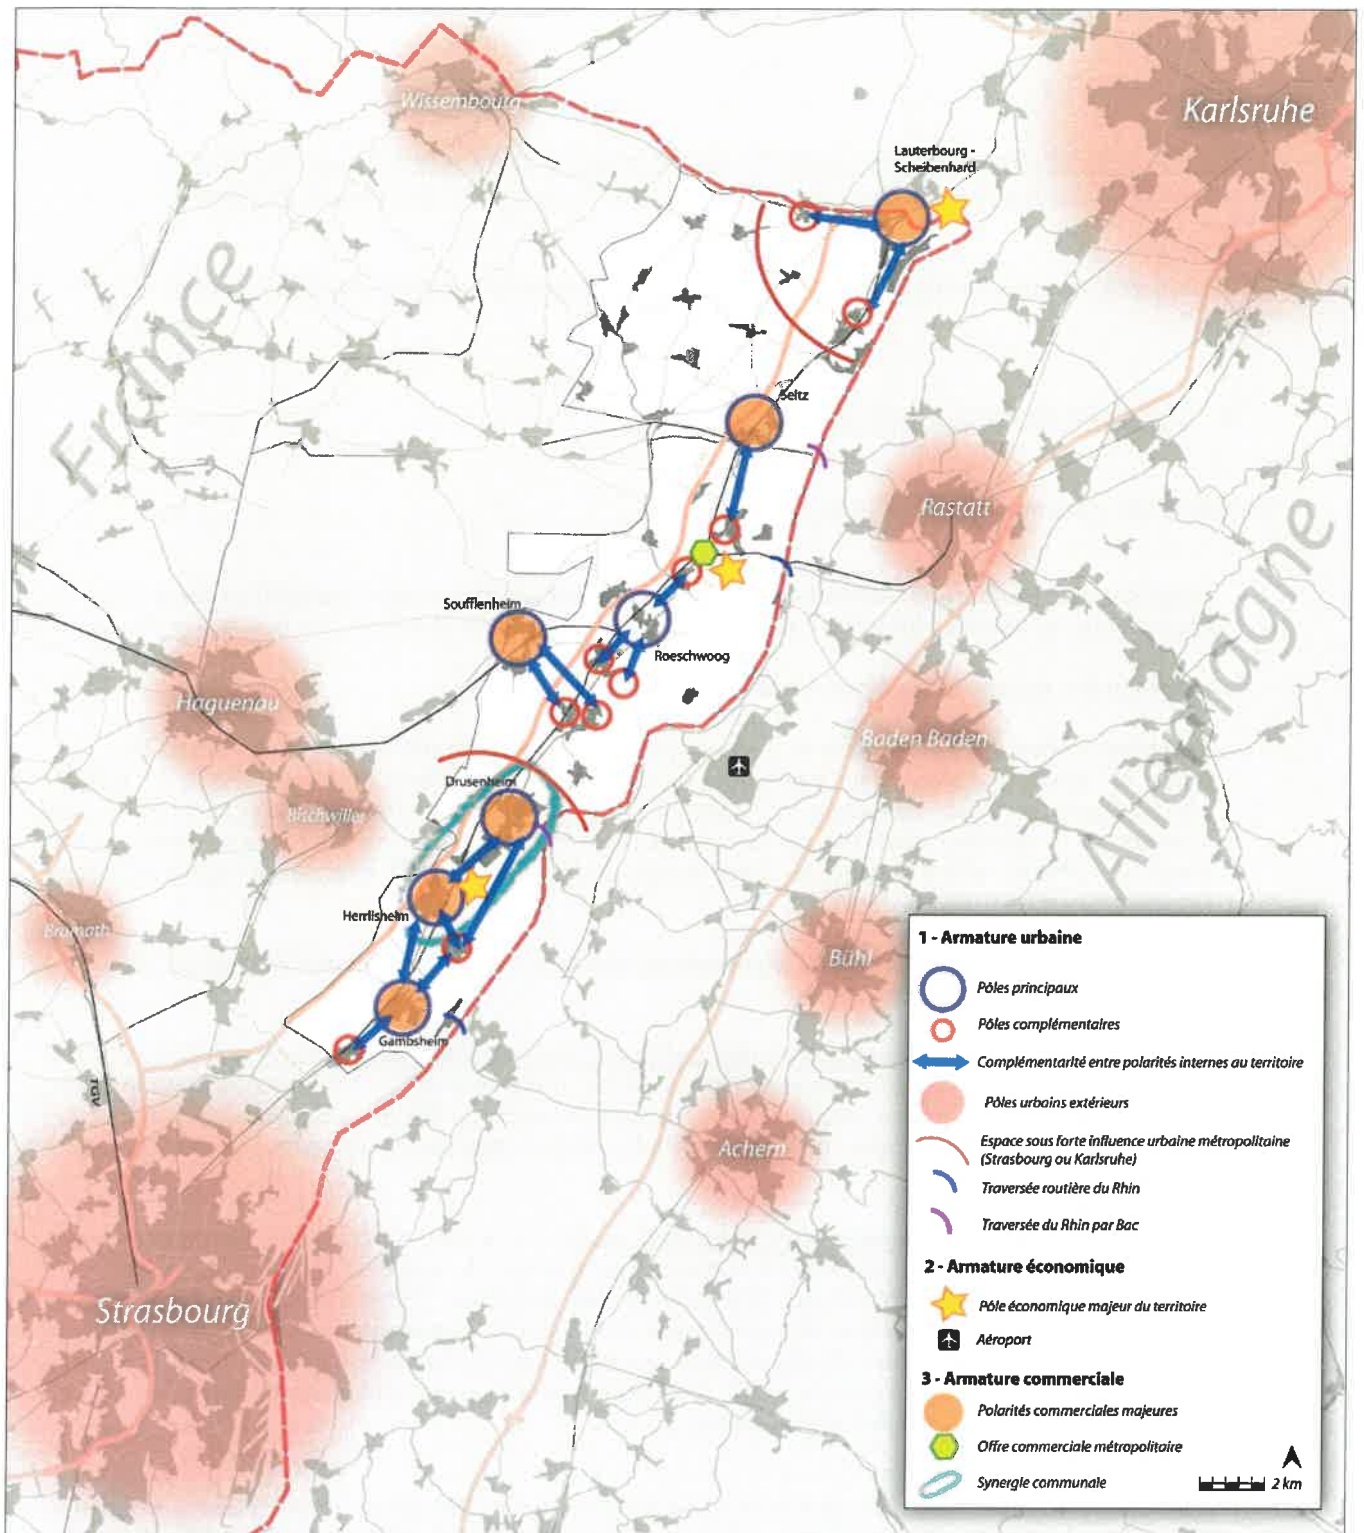 Wissembourg
Karlsruhe
Lauterbourg -
Scheibenhard
France
Seltz
Rastatt
Allemagne
Soufflenheim
Roeschwoog
Haguenau
Baden Baden
Drusenheim
Bischwiller
Herrlisheim
Brumath
Bühl
Gambsheim
TGV
Achern
Strasbourg
1 - Armature urbaine
Pôles principaux
Pôles complémentaires
Complémentarité entre polarités internes au territoire
Pôles urbains extérieurs
Espace sous forte influence urbaine métropolitaine
(Strasbourg ou Karlsruhe)
Traversée routière du Rhin
Traversée du Rhin par Bac
2 - Armature économique
Pôle économique majeur du territoire
Aéroport
3 - Armature commerciale
Polarités commerciales majeures
Offre commerciale métropolitaire
Synergie communale
2 km